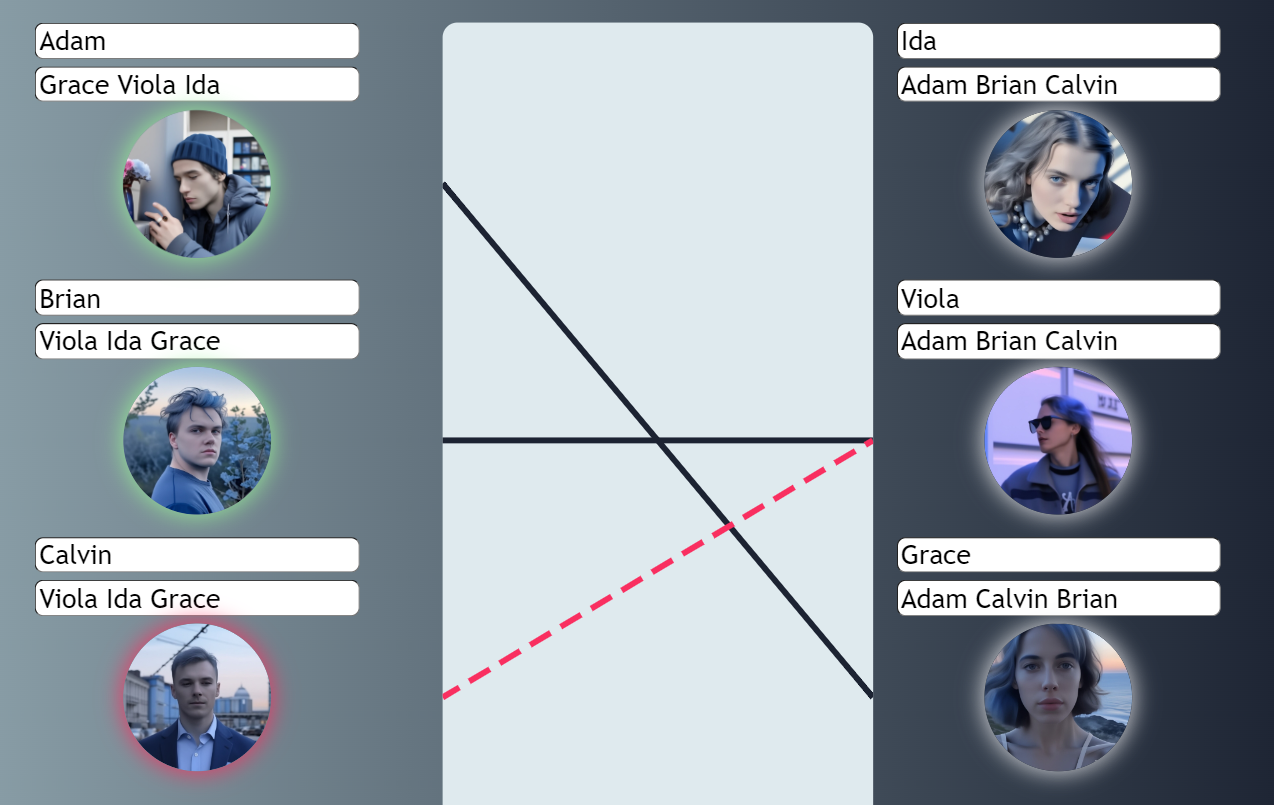 Adam
Grace Viola Ida
Brian
Viola Ida Grace
Calvin
Viola Ida Grace
Ida
Adam Brian Calvin
Viola
Adam Brian Calvin
Grace
Adam Calvin Brian